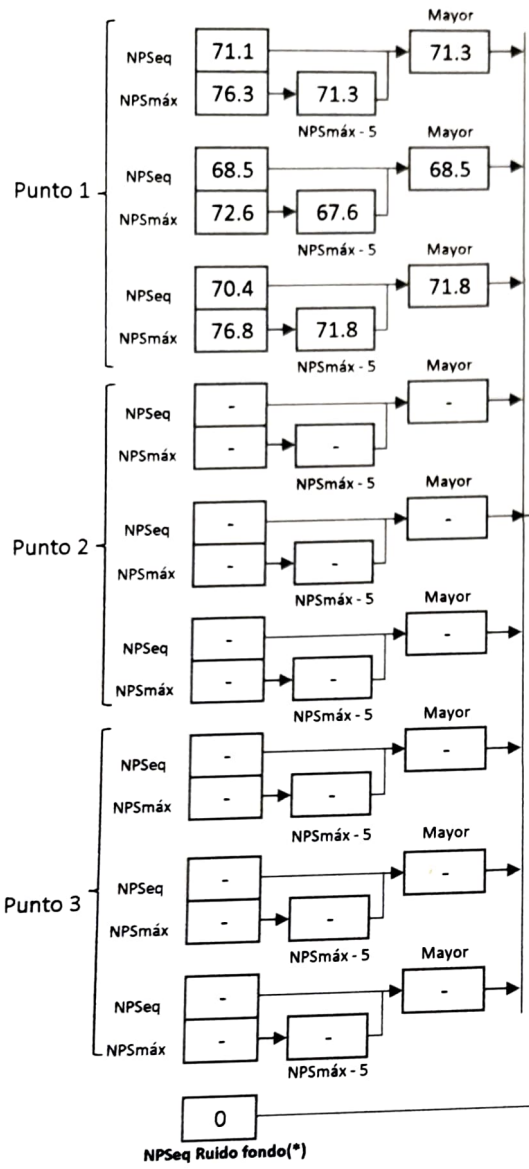 Mayor
NPSeq 71.1 71.3
NPSmáx 76.3 71.3
NPSmáx - 5
Mayor
Punto 1
NPSeq 68.5 68.5
NPSmáx 72.6 67.6
NPSmáx - 5
Mayor
NPSeq 70.4 71.8
NPSmáx 76.8 71.8
NPSmáx - 5
Mayor
NPSeq - -
NPSmáx - -
NPSmáx - 5
Mayor
Punto 2
NPSeq - -
NPSmáx - -
NPSmáx - 5
Mayor
NPSeq - -
NPSmáx - -
NPSmáx - 5
Mayor
NPSeq - -
NPSmáx - -
NPSmáx - 5
Mayor
Punto 3
NPSeq - -
NPSmáx - -
NPSmáx - 5
Mayor
NPSeq - -
NPSmáx - -
NPSmáx - 5
0
NPSeq Ruido fondo(*)